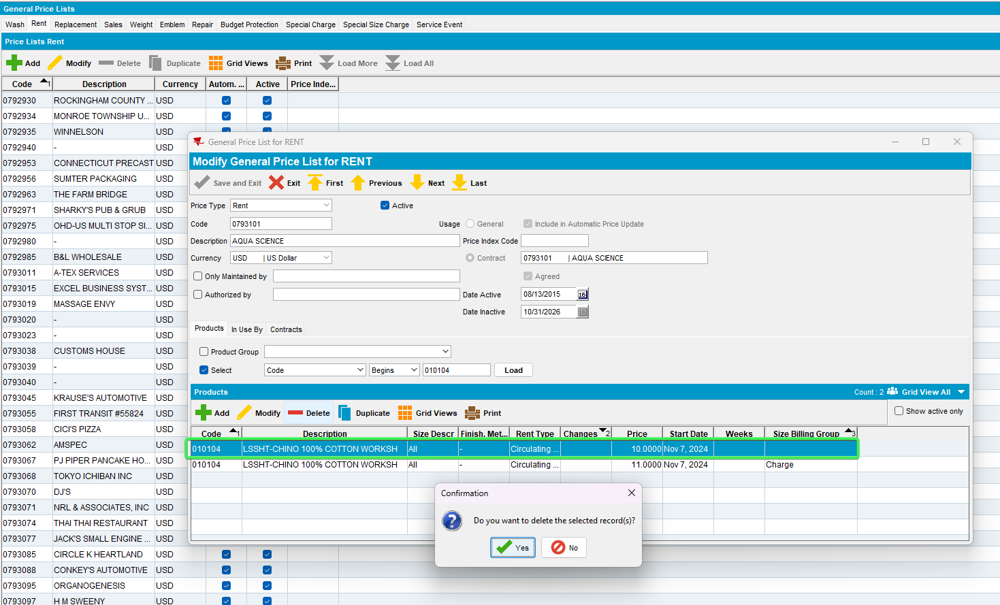 General Price Lists
Wash Rent Replacement Sales Weight Emblem Repair Budget Protection Special Charge Special Size Charge Service Event
Price Lists Rent
Add Modify Delete Duplicate Grid Views Print Load More Load All
Code 1 Description Currency Autom. ... Active Price Inde...
0792930 ROCKINGHAM COUNTY ... USD
0792934 MONROE TOWNSHIP U... USD
0792935 WINNELSON USD
0792940 - USD
0792953 CONNECTICUT PRECAST USD
0792956 SUMTER PACKAGING USD
0792963 THE FARM BRIDGE USD
0792971 SHARKY'S PUB & GRUB USD
0792975 OHD-US MULTI STOP SI... USD
0792980 - USD
0792985 B&L WHOLESALE USD
0793011 A-TEX SERVICES USD
0793015 EXCEL BUSINESS SYST... USD
0793019 MASSAGE ENVY USD
0793020 - USD
0793023 - USD
0793038 CUSTOMS HOUSE USD
0793039 - USD
0793040 - USD
0793045 KRAUSE'S AUTOMOTIVE USD
0793055 FIRST TRANSIT #55824 USD
0793058 CICI'S PIZZA USD
0793062 AMSPEC USD
0793067 PJ PIPER PANCAKE HO... USD
0793068 TOKYO ICHIBAN INC USD
0793070 DJ'S USD
0793071 NRL & ASSOCIATES, INC USD
0793074 THAI THAI RESTAURANT USD
0793077 JACK'S SMALL ENGINE ... USD
0793085 CIRCLE K HEARTLAND USD
0793088 CONKEY'S AUTOMOTIVE USD
0793095 ORGANOGENESIS USD
0793097 H M SWEENY USD
General Price List for RENT
Modify General Price List for RENT
Save and Exit Exit First Previous Next Last
Price Type Rent Active
Code 0793101 Usage General Include in Automatic Price Update
Description AQUA SCIENCE Price Index Code
Currency USD | US Dollar Contract 0793101 | AQUA SCIENCE
Only Maintained by Agreed
Authorized by Date Active 08/13/2015 16
Date Inactive 10/31/2026 16
Products In Use By Contracts
Product Group
Select Code Begins 010104 Load
Products Count : 2 Grid View All
Add Modify Delete Duplicate Grid Views Print Show active only
Code 1 Description Size Descr Finish. Met... Rent Type Changes 2 Price Start Date Weeks Size Billing Group 3
010104 LSSHT-CHINO 100% COTTON WORKSH All - Circulating ... 10.0000 Nov 7, 2024
010104 LSSHT-CHINO 100% COTTON WORKSH All - Circulating ... 11.0000 Nov 7, 2024 Charge
Confirmation
Do you want to delete the selected record(s)?
Yes No